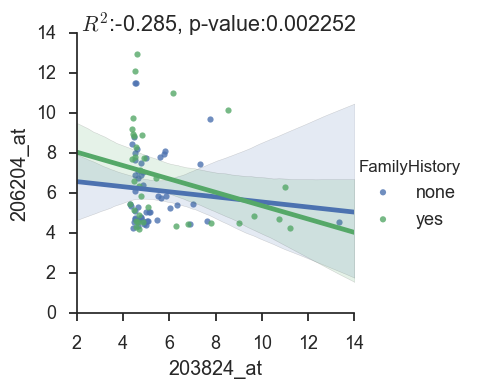 R²:-0.285, p-value:0.002252
14
12
10
8
6
4
2
0
206204_at
2 4 6 8 10 12 14
203824_at
FamilyHistory
none
yes